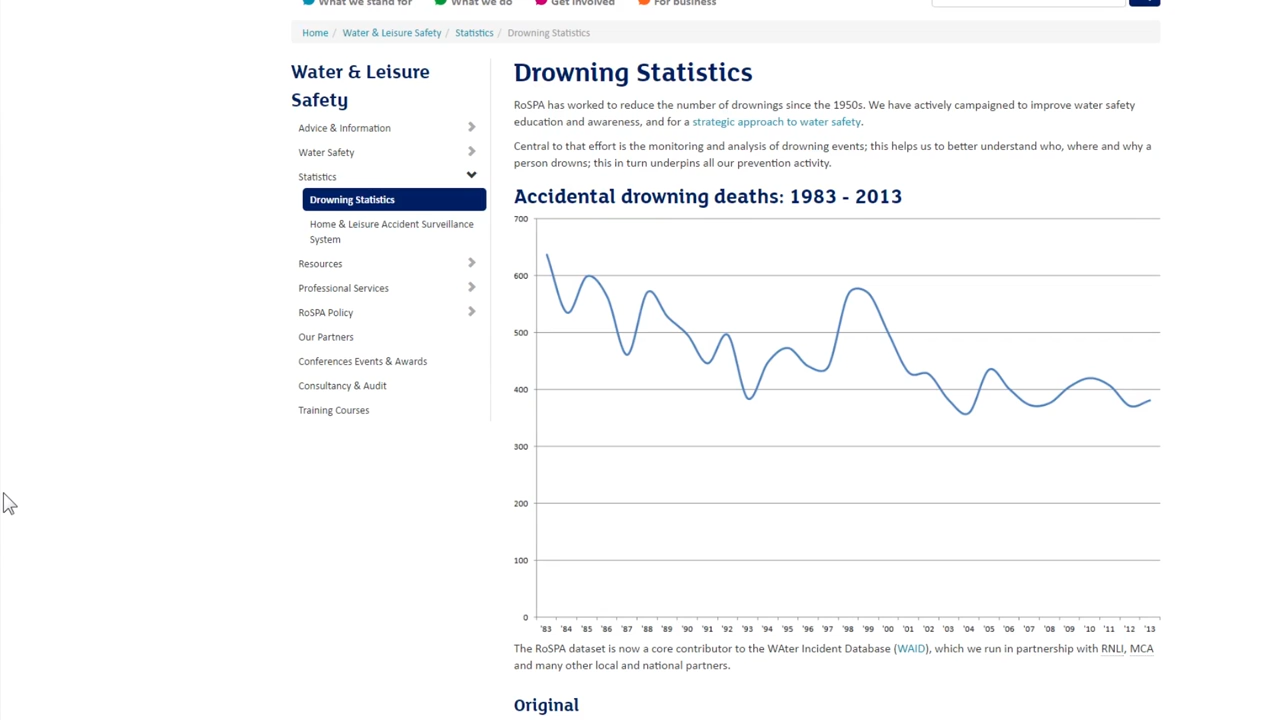 What we stand for
What we do
Get involved
For business
Home / Water & Leisure Safety / Statistics / Drowning Statistics
Water & Leisure
Safety
Advice & Information
Water Safety
Statistics
Drowning Statistics
Home & Leisure Accident Surveillance
System
Resources
Professional Services
RoSPA Policy
Our Partners
Conferences Events & Awards
Consultancy & Audit
Training Courses
Drowning Statistics
RoSPA has worked to reduce the number of drownings since the 1950s. We have actively campaigned to improve water safety
education and awareness, and for a strategic approach to water safety.
Central to that effort is the monitoring and analysis of drowning events; this helps us to better understand who, where and why a
person drowns; this in turn underpins all our prevention activity.
Accidental drowning deaths: 1983 - 2013
700
600
500
400
300
200
100
0
'83 '84 '85 '86 '87 '88 '89 '90 '91 '92 '93 '94 '95 '96 '97 '98 '99 '00 '01 '02 '03 '04 '05 '06 '07 '08 '09 '10 '11 '12 '13
The RoSPA dataset is now a core contributor to the WAter Incident Database (WAID), which we run in partnership with RNLI, MCA
and many other local and national partners.
Original